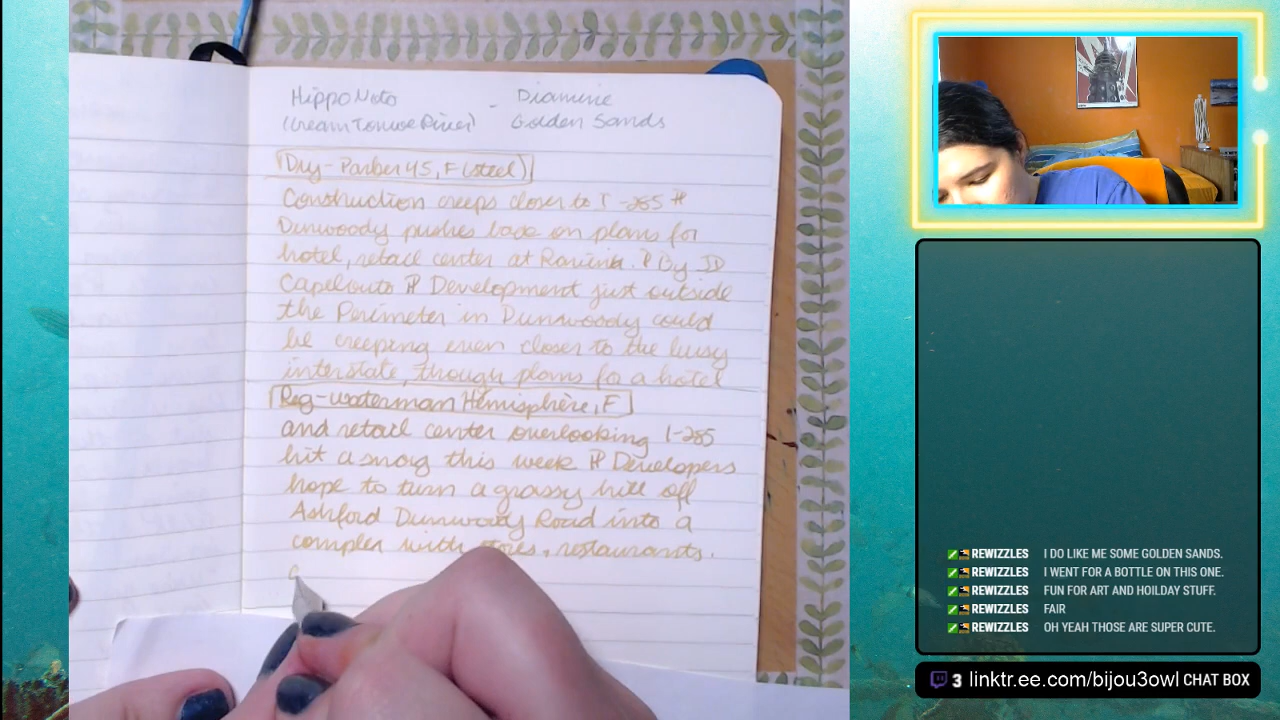 Hippo Noto
(Cream Tomoe River)
- Diamine
Golden Sands
Dry - Parker 45, F (steel)
Construction creeps closer to I-285 ¶
Dunwoody pushes back on plans for
hotel, retail center at Ravinia. ¶ By JD
Capelouto ¶ Development just outside
the Perimeter in Dunwoody could
be creeping even closer to the busy
interstate, though plans for a hotel
Reg - Waterman Hémisphère, F
and retail center overlooking I-285
hit a snag this week ¶ Developers
hope to turn a grassy hill off
Ashford Dunwoody Road into a
complex with stores, restaurants.
REWIZZLES I DO LIKE ME SOME GOLDEN SANDS.
REWIZZLES I WENT FOR A BOTTLE ON THIS ONE.
REWIZZLES FUN FOR ART AND HOILDAY STUFF.
REWIZZLES FAIR
REWIZZLES OH YEAH THOSE ARE SUPER CUTE.
3 linktr.ee.com/bijou3owl CHAT BOX